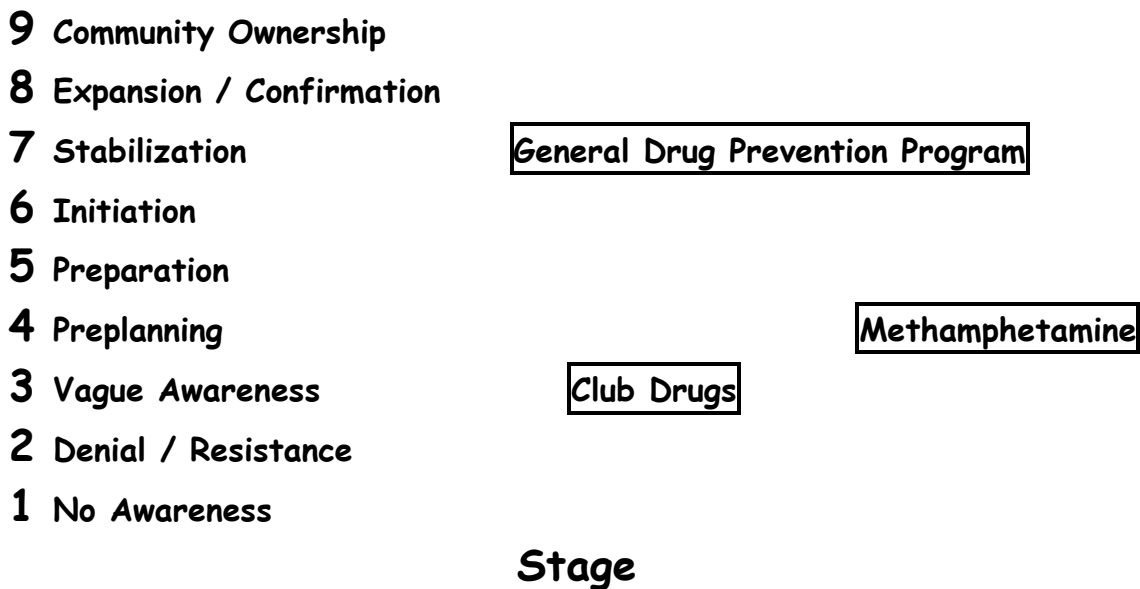 9 Community Ownership
8 Expansion / Confirmation
7 Stabilization General Drug Prevention Program
6 Initiation
5 Preparation
4 Preplanning Methamphetamine
3 Vague Awareness Club Drugs
2 Denial / Resistance
1 No Awareness
Stage